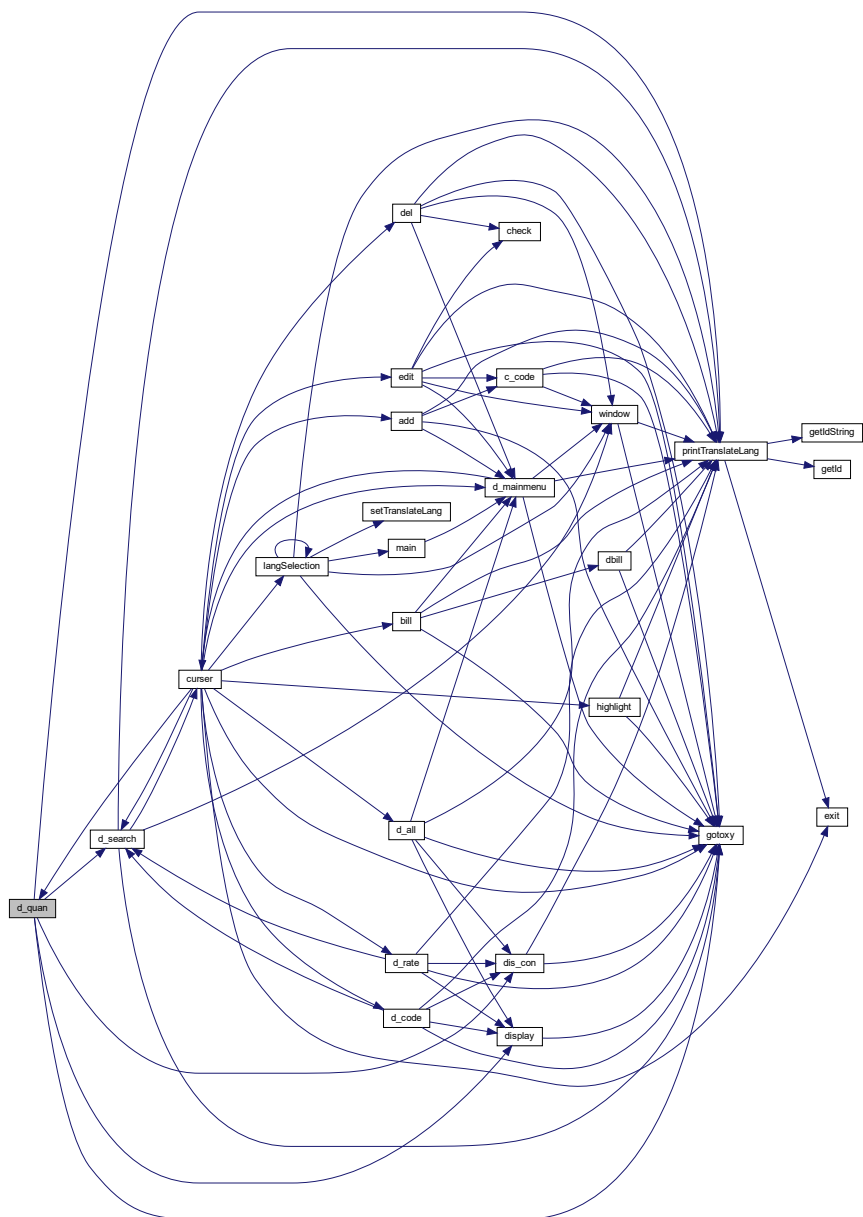 del
check
edit
c_code
window
add
getIdString
printTranslateLang
getId
d_mainmenu
setTranslateLang
main
langSelection
dbill
bill
curser
highlight
d_all
exit
d_search
gotoxy
d_quan
d_rate
dis_con
d_code
display